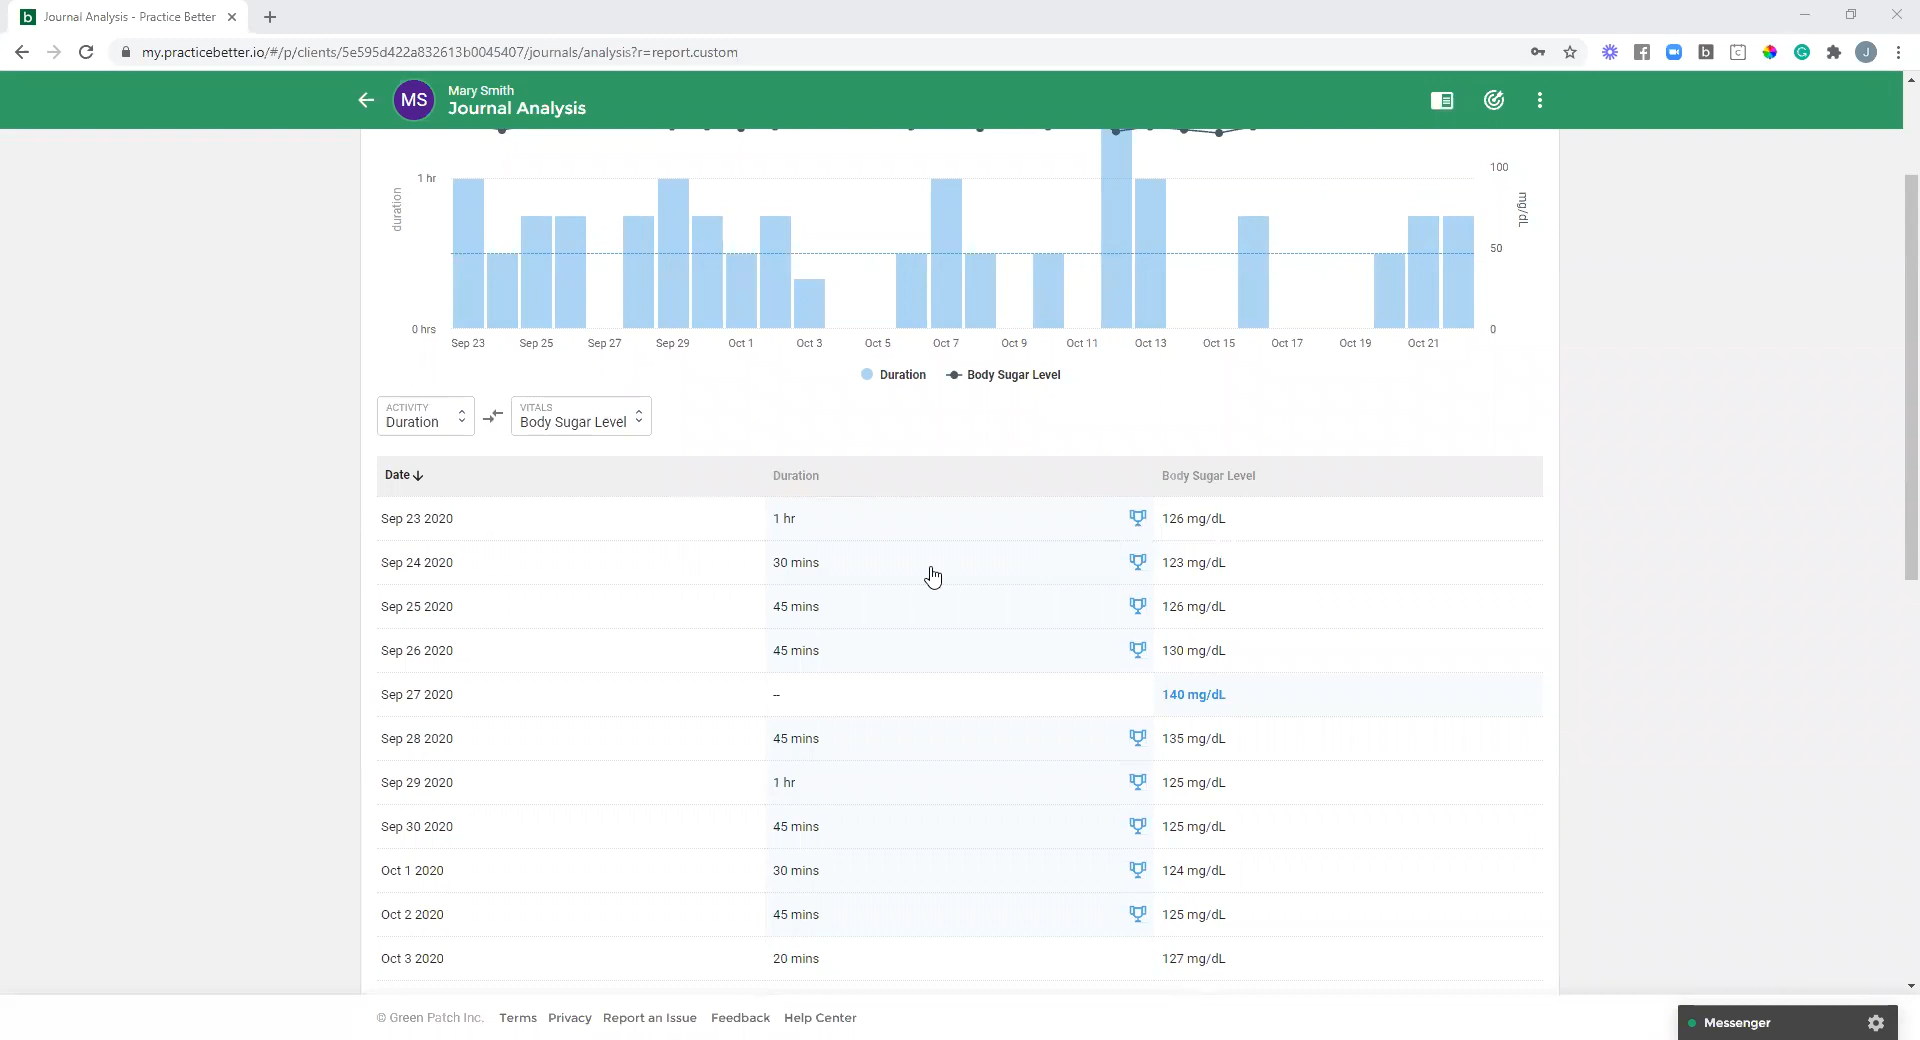 b Journal Analysis - Practice Better
my.practicebetter.io/#/p/clients/5e595d422a832613b0045407/journals/analysis?r=report.custom
b
c
J
MS
Mary Smith
Journal Analysis
1 hr
0 hrs
duration
100
50
0
mg/dL
Sep 23 Sep 25 Sep 27 Sep 29 Oct 1 Oct 3 Oct 5 Oct 7 Oct 9 Oct 11 Oct 13 Oct 15 Oct 17 Oct 19 Oct 21
Duration Body Sugar Level
ACTIVITY
Duration
VITALS
Body Sugar Level
Date Duration Body Sugar Level
Sep 23 2020 1 hr 126 mg/dL
Sep 24 2020 30 mins 123 mg/dL
Sep 25 2020 45 mins 126 mg/dL
Sep 26 2020 45 mins 130 mg/dL
Sep 27 2020 -- 140 mg/dL
Sep 28 2020 45 mins 135 mg/dL
Sep 29 2020 1 hr 125 mg/dL
Sep 30 2020 45 mins 125 mg/dL
Oct 1 2020 30 mins 124 mg/dL
Oct 2 2020 45 mins 125 mg/dL
Oct 3 2020 20 mins 127 mg/dL
© Green Patch Inc. Terms Privacy Report an Issue Feedback Help Center
Messenger